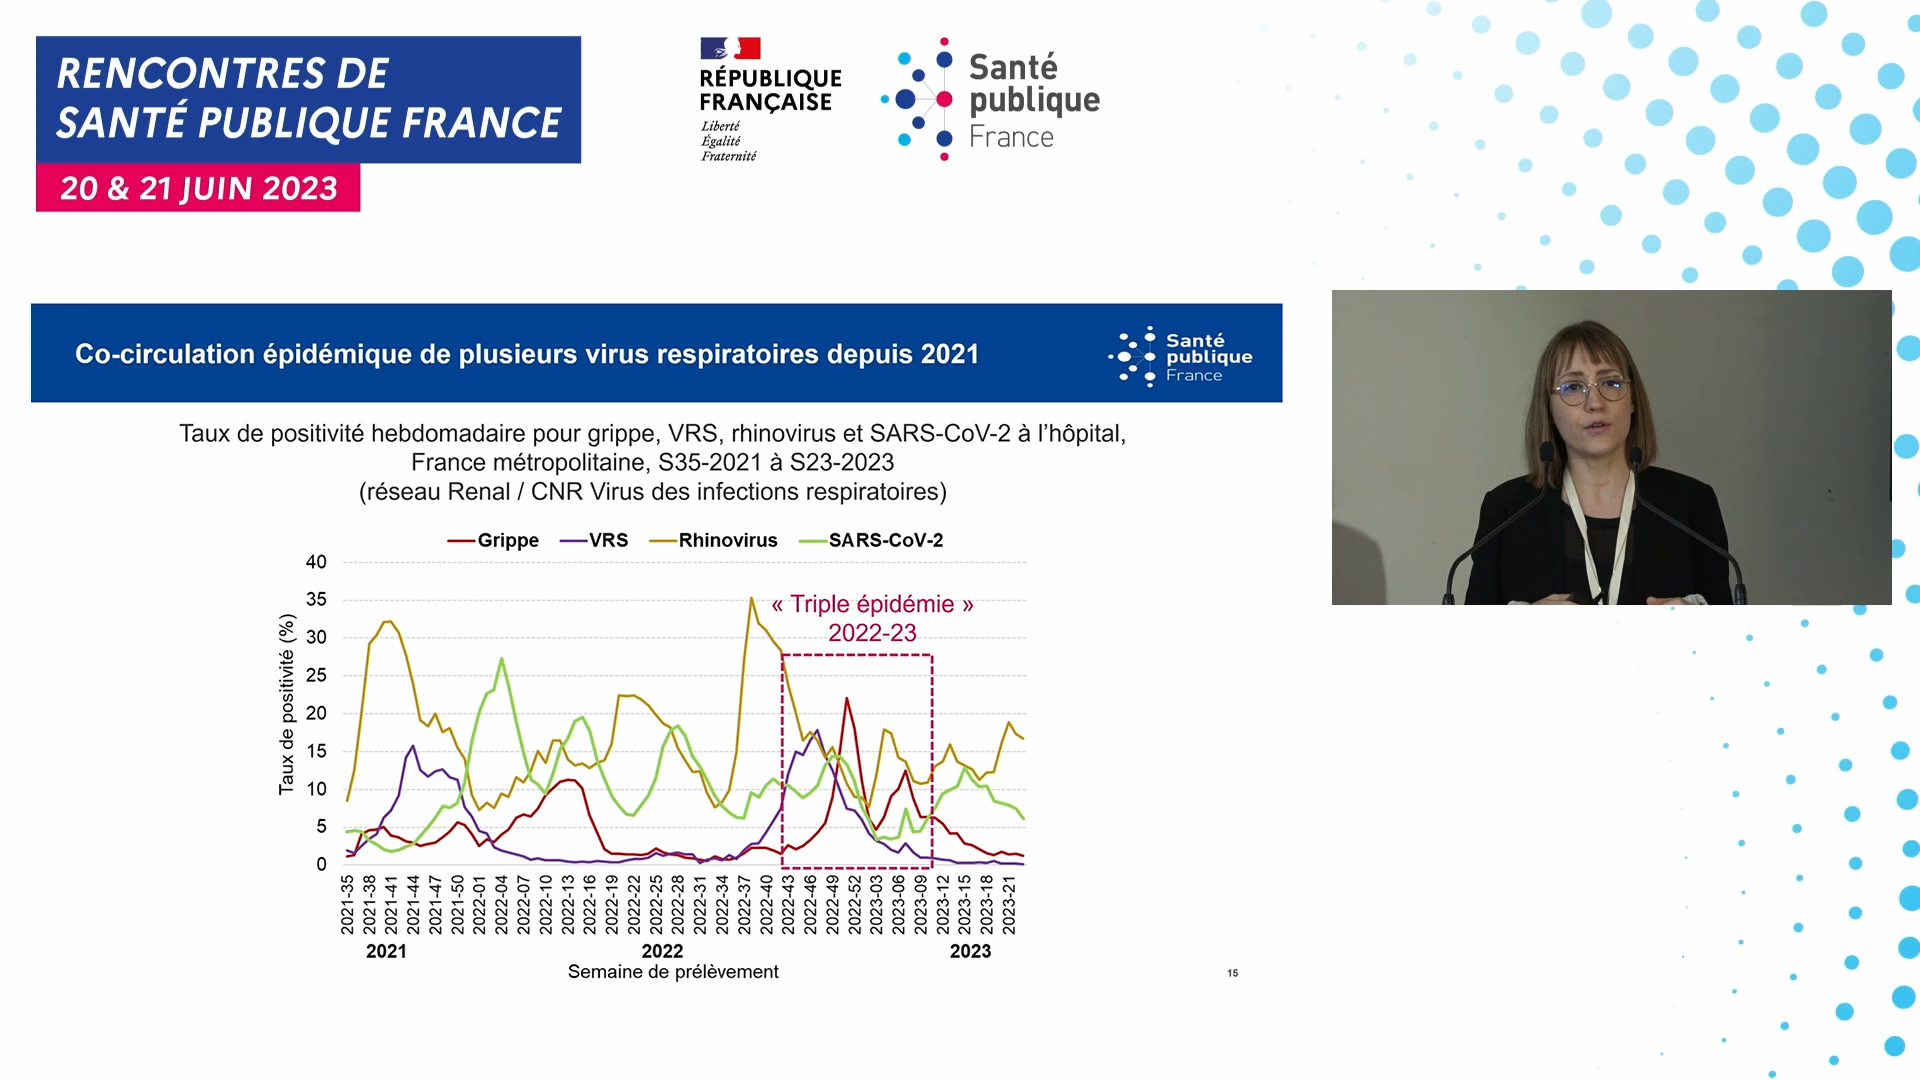 RENCONTRES DE
SANTÉ PUBLIQUE FRANCE
20 & 21 JUIN 2023
RÉPUBLIQUE
FRANÇAISE
Liberté
Égalité
Fraternité
Santé
publique
France
Co-circulation épidémique de plusieurs virus respiratoires depuis 2021
Santé
publique
France
Taux de positivité hebdomadaire pour grippe, VRS, rhinovirus et SARS-CoV-2 à l'hôpital,
France métropolitaine, S35-2021 à S23-2023
(réseau Renal / CNR Virus des infections respiratoires)
Grippe VRS Rhinovirus SARS-CoV-2
Taux de positivité (%)
40
35
30
25
20
15
10
5
0
« Triple épidémie »
2022-23
2021-35 2021-38 2021-41 2021-44 2021-47 2021-50 2022-01 2022-04 2022-07 2022-10 2022-13 2022-16 2022-19 2022-22 2022-25 2022-28 2022-31 2022-34 2022-37 2022-40 2022-43 2022-46 2022-49 2022-52 2023-03 2023-06 2023-09 2023-12 2023-15 2023-18 2023-21
2021 2022 2023
Semaine de prélèvement
15